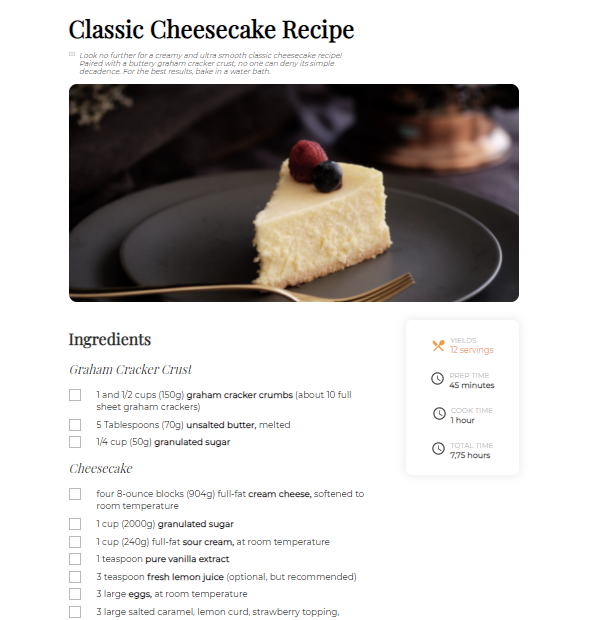 Classic Cheesecake Recipe
Look no further for a creamy and ultra smooth classic cheesecake recipe!
Paired with a buttery graham cracker crust, no one can deny its simple
decadence. For the best results, bake in a water bath.
Ingredients
Graham Cracker Crust
1 and 1/2 cups (150g) graham cracker crumbs (about 10 full
sheet graham crackers)
5 Tablespoons (70g) unsalted butter, melted
1/4 cup (50g) granulated sugar
Cheesecake
four 8-ounce blocks (904g) full-fat cream cheese, softened to
room temperature
1 cup (2000g) granulated sugar
1 cup (240g) full-fat sour cream, at room temperature
1 teaspoon pure vanilla extract
3 teaspoon fresh lemon juice (optional, but recommended)
3 large eggs, at room temperature
3 large salted caramel, lemon curd, strawberry topping,
YIELDS
12 servings
PREP TIME
45 minutes
COOK TIME
1 hour
TOTAL TIME
7,75 hours